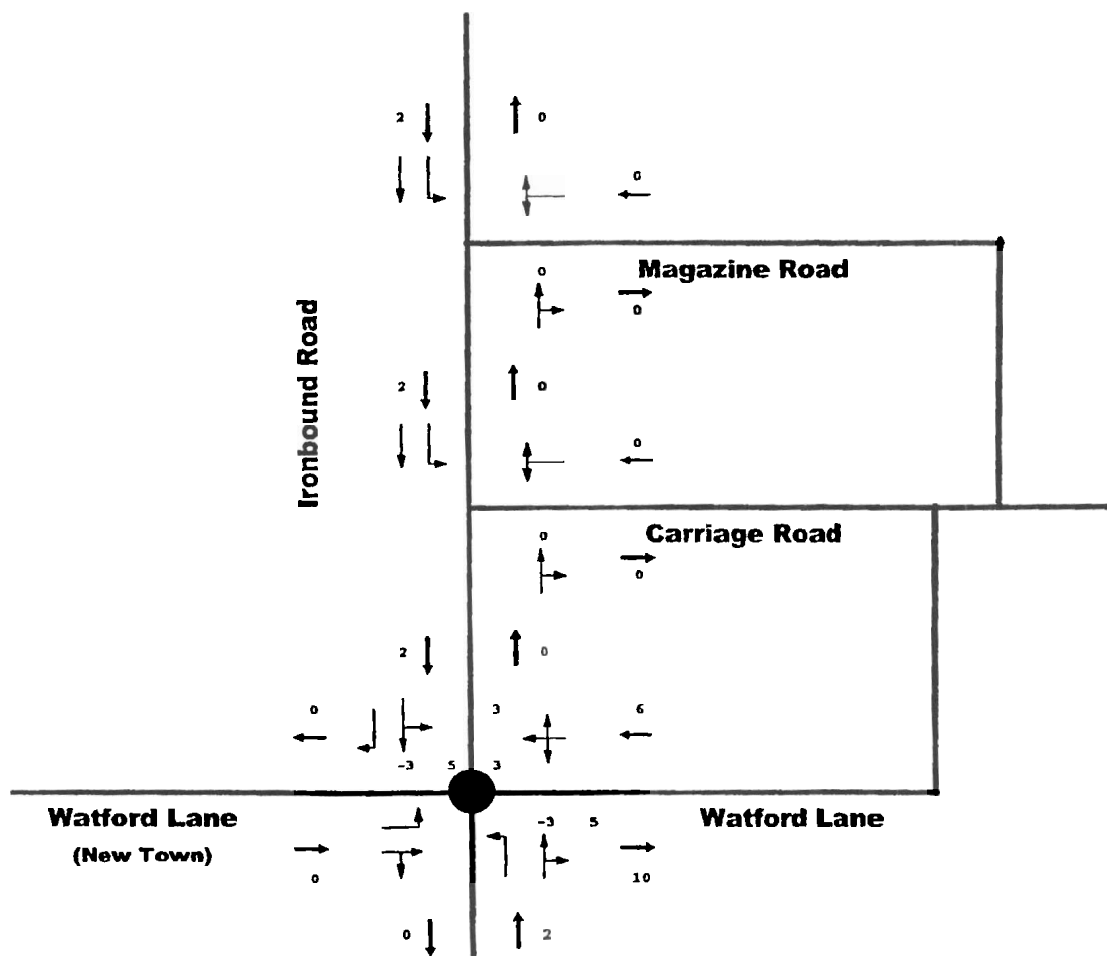 2 0
0
0
Magazine Road
0
Ironbound Road
2 0
0
Carriage Road
0
0
2 0
0 3 6
-3 5 3
Watford Lane
(New Town)
Watford Lane
-3 5
0 10
0 2